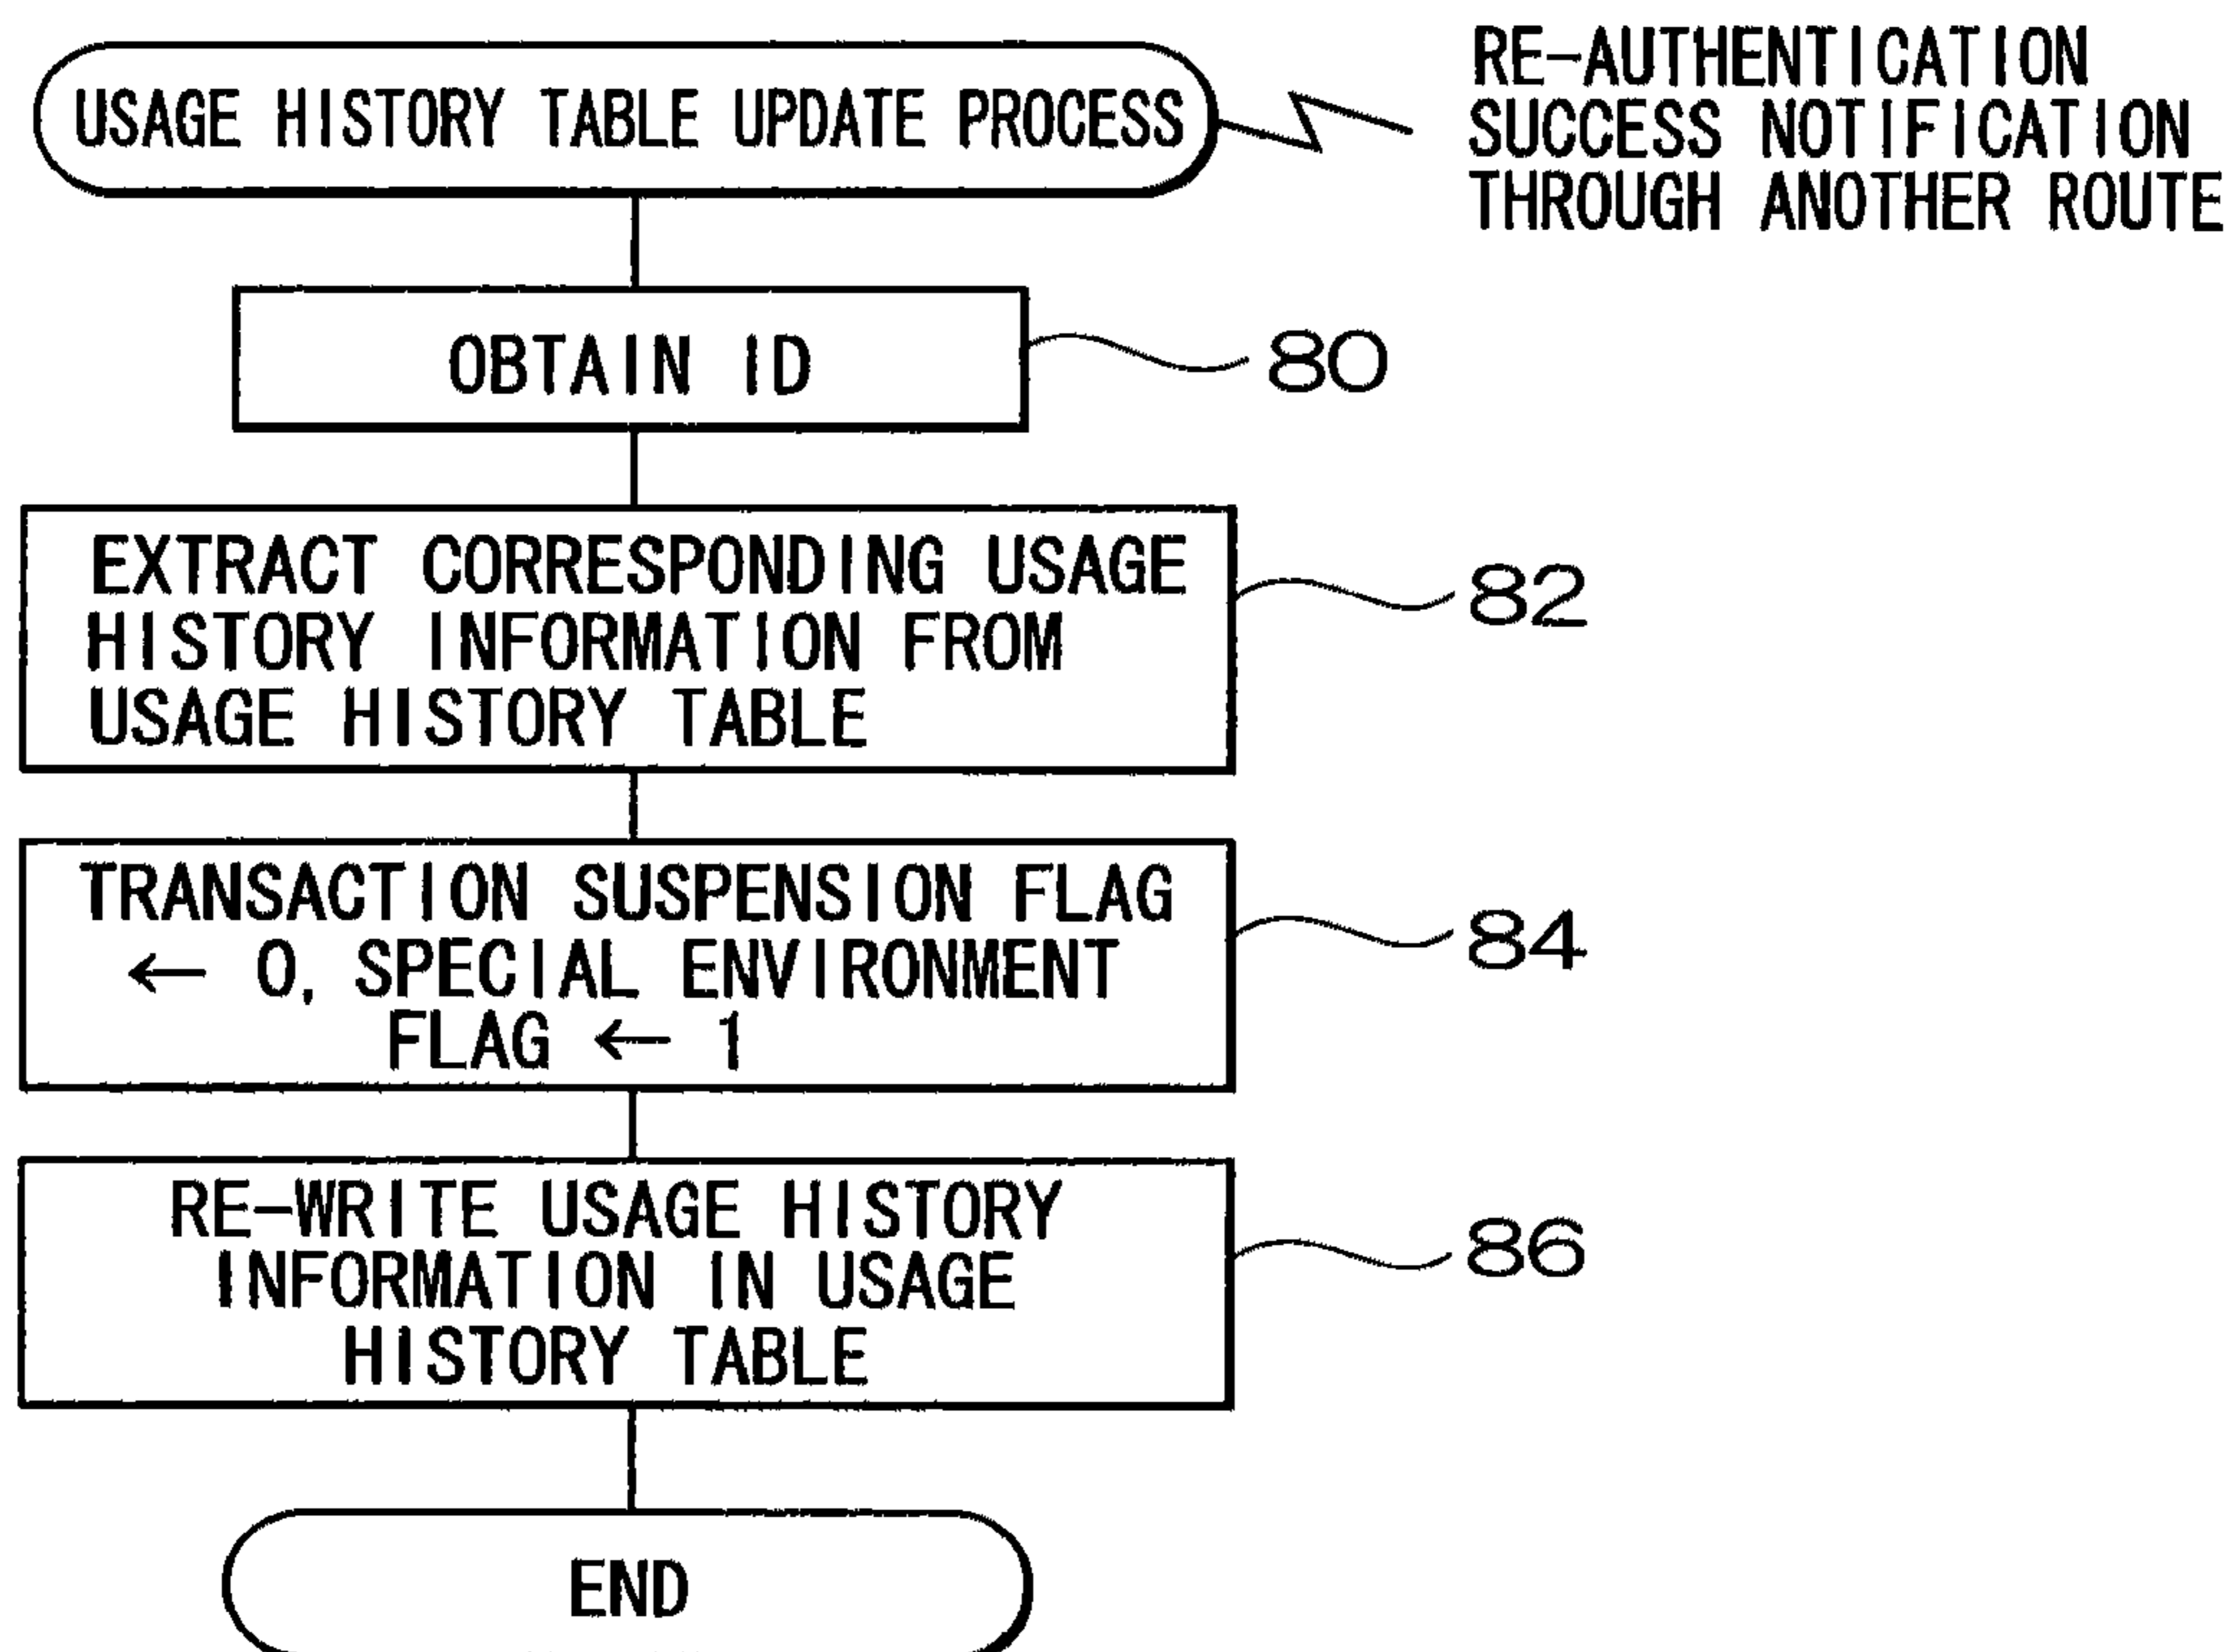 USAGE HISTORY TABLE UPDATE PROCESS
RE-AUTHENTICATION
SUCCESS NOTIFICATION
THROUGH ANOTHER ROUTE
OBTAIN ID
80
EXTRACT CORRESPONDING USAGE
HISTORY INFORMATION FROM
USAGE HISTORY TABLE
82
TRANSACTION SUSPENSION FLAG
← 0, SPECIAL ENVIRONMENT
FLAG ← 1
84
RE-WRITE USAGE HISTORY
INFORMATION IN USAGE
HISTORY TABLE
86
END